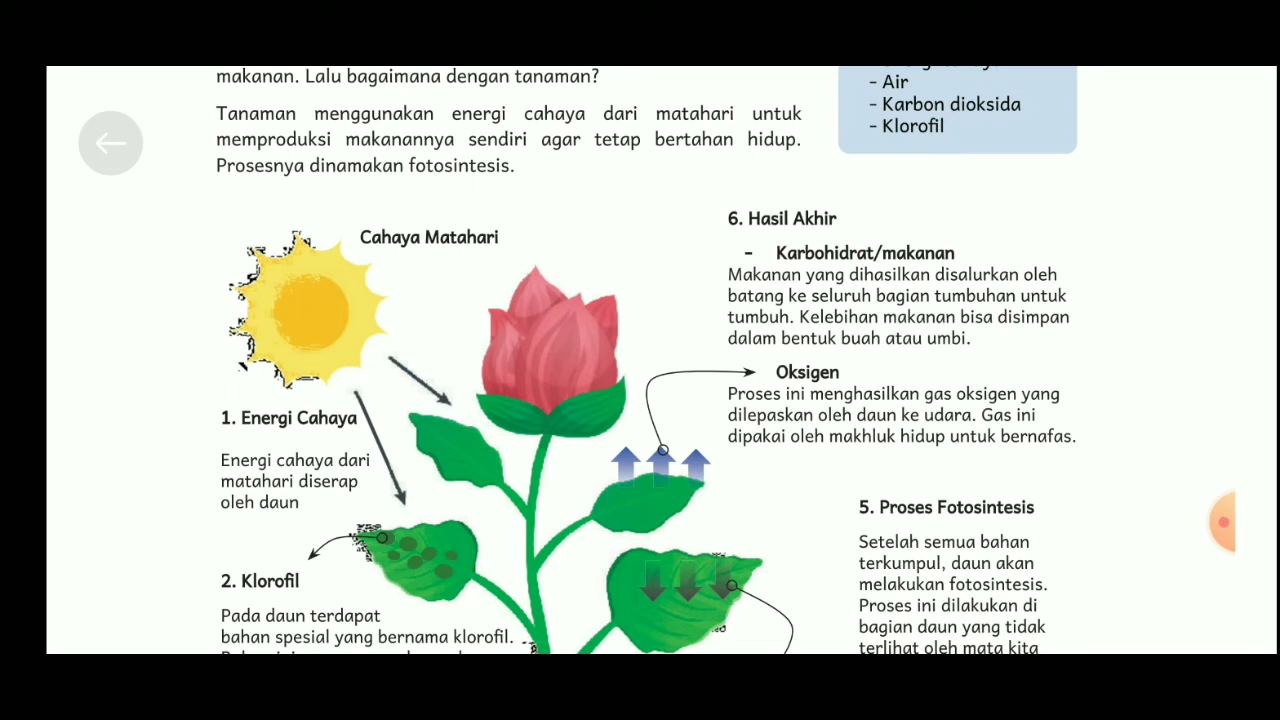 makanan. Lalu bagaimana dengan tanaman?
Tanaman menggunakan energi cahaya dari matahari untuk
memproduksi makanannya sendiri agar tetap bertahan hidup.
Prosesnya dinamakan fotosintesis.
- Air
- Karbon dioksida
- Klorofil
Cahaya Matahari
1. Energi Cahaya
Energi cahaya dari
matahari diserap
oleh daun
2. Klorofil
Pada daun terdapat
bahan spesial yang bernama klorofil.
6. Hasil Akhir
- Karbohidrat/makanan
Makanan yang dihasilkan disalurkan oleh
batang ke seluruh bagian tumbuhan untuk
tumbuh. Kelebihan makanan bisa disimpan
dalam bentuk buah atau umbi.
Oksigen
Proses ini menghasilkan gas oksigen yang
dilepaskan oleh daun ke udara. Gas ini
dipakai oleh makhluk hidup untuk bernafas.
5. Proses Fotosintesis
Setelah semua bahan
terkumpul, daun akan
melakukan fotosintesis.
Proses ini dilakukan di
bagian daun yang tidak
terlihat oleh mata kita